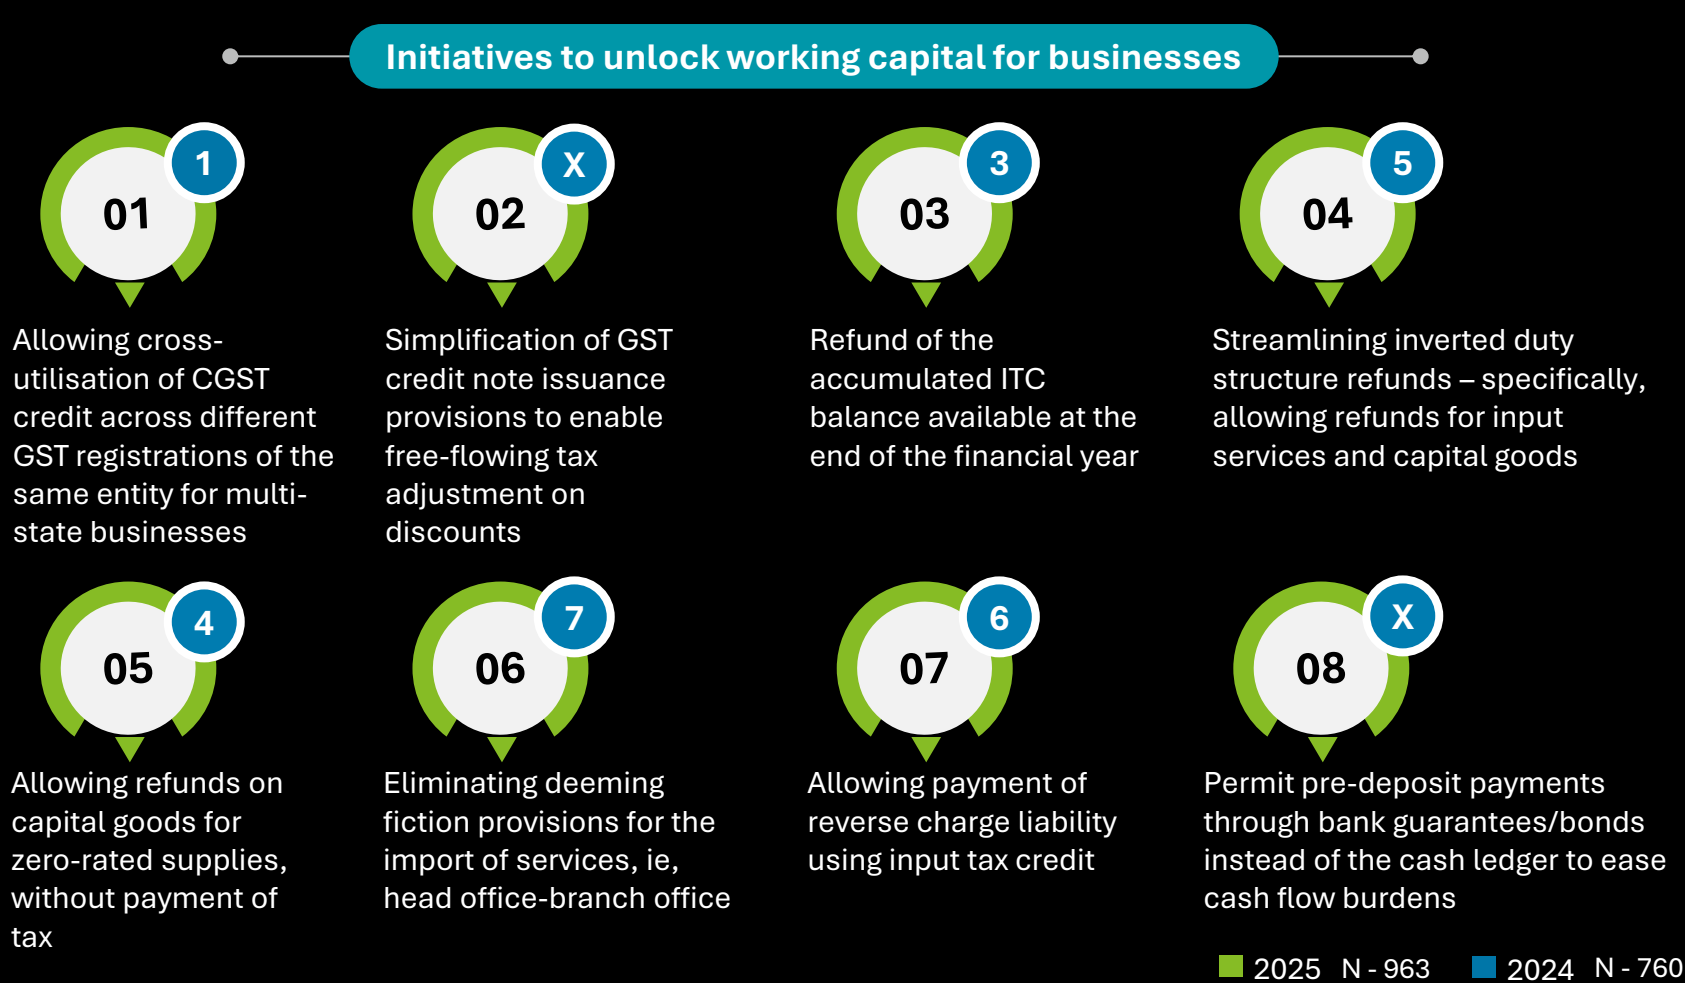 Initiatives to unlock working capital for businesses
01
1
Allowing cross-
utilisation of CGST
credit across different
GST registrations of the
same entity for multi-
state businesses
02
X
Simplification of GST
credit note issuance
provisions to enable
free-flowing tax
adjustment on
discounts
03
3
Refund of the
accumulated ITC
balance available at the
end of the financial year
04
5
Streamlining inverted duty
structure refunds – specifically,
allowing refunds for input
services and capital goods
05
4
Allowing refunds on
capital goods for
zero-rated supplies,
without payment of
tax
06
7
Eliminating deeming
fiction provisions for the
import of services, ie,
head office-branch office
07
6
Allowing payment of
reverse charge liability
using input tax credit
08
X
Permit pre-deposit payments
through bank guarantees/bonds
instead of the cash ledger to ease
cash flow burdens
2025 N - 963 2024 N - 760